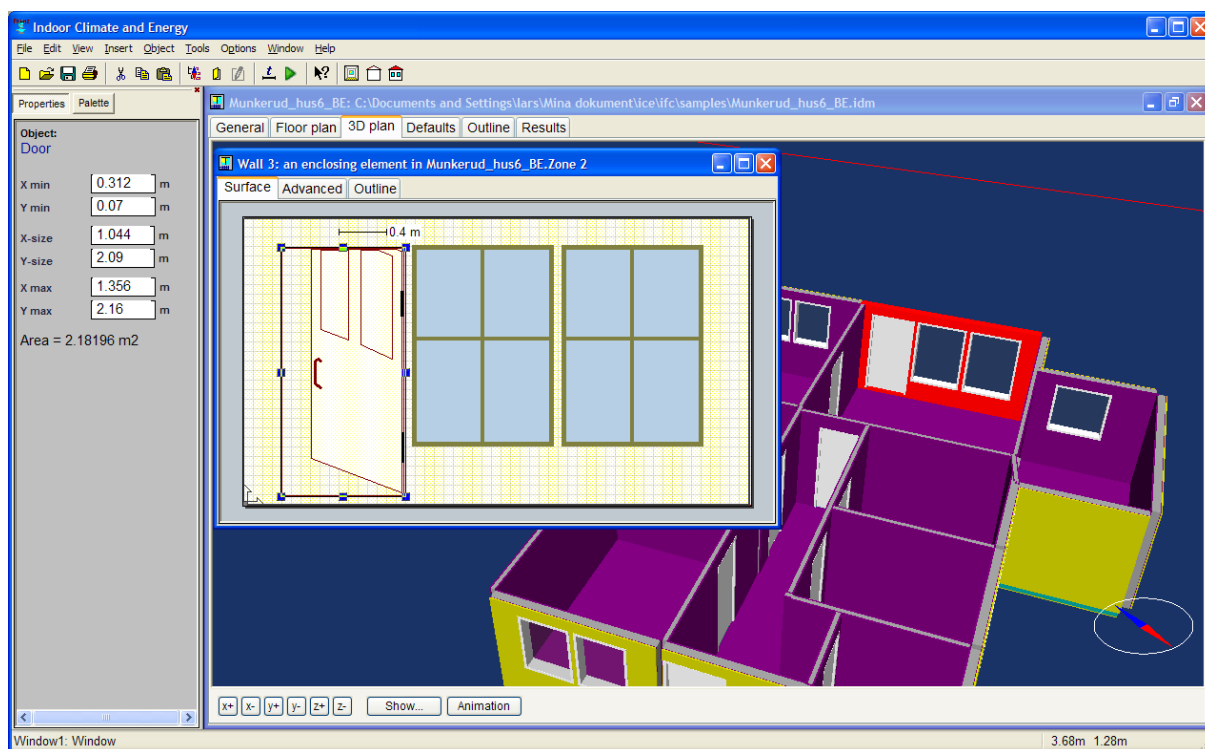 Indoor Climate and Energy
File Edit View Insert Object Tools Options Window Help
Properties Palette
Object:
Door
X min 0.312 m
Y min 0.07 m
X-size 1.044 m
Y-size 2.09 m
X max 1.356 m
Y max 2.16 m
Area = 2.18196 m2
Munkerud_hus6_BE: C:\Documents and Settings\lars\Mina dokument\ice\ifc\samples\Munkerud_hus6_BE.idm
General Floor plan 3D plan Defaults Outline Results
Wall 3: an enclosing element in Munkerud_hus6_BE.Zone 2
Surface Advanced Outline
0.4 m
x+ x- y+ y- z+ z- Show... Animation
Window1: Window 3.68m 1.28m